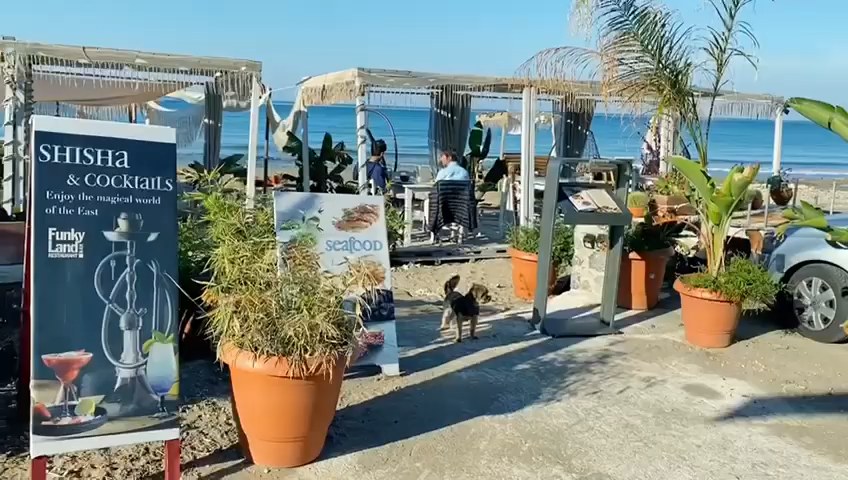 SHISHA
& COCKTAILS
Enjoy the magical world
of the East
Funky
Land
RESTAURANT
seafood